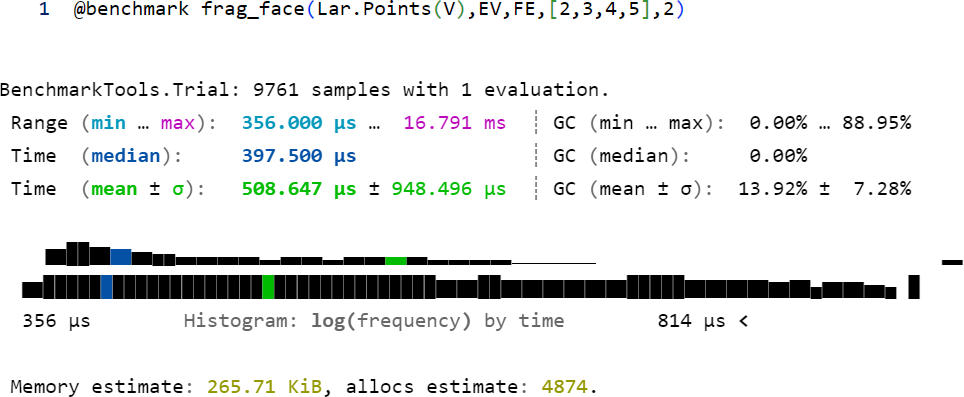 1 @benchmark frag_face(Lar.Points(V),EV,FE,[2,3,4,5],2)
BenchmarkTools.Trial: 9761 samples with 1 evaluation.
Range (min … max): 356.000 μs … 16.791 ms ┊ GC (min … max): 0.00% … 88.95%
Time (median): 397.500 μs ┊ GC (median): 0.00%
Time (mean ± σ): 508.647 μs ± 948.496 μs ┊ GC (mean ± σ): 13.92% ± 7.28%
356 μs Histogram: log(frequency) by time 814 μs <
Memory estimate: 265.71 KiB, allocs estimate: 4874.